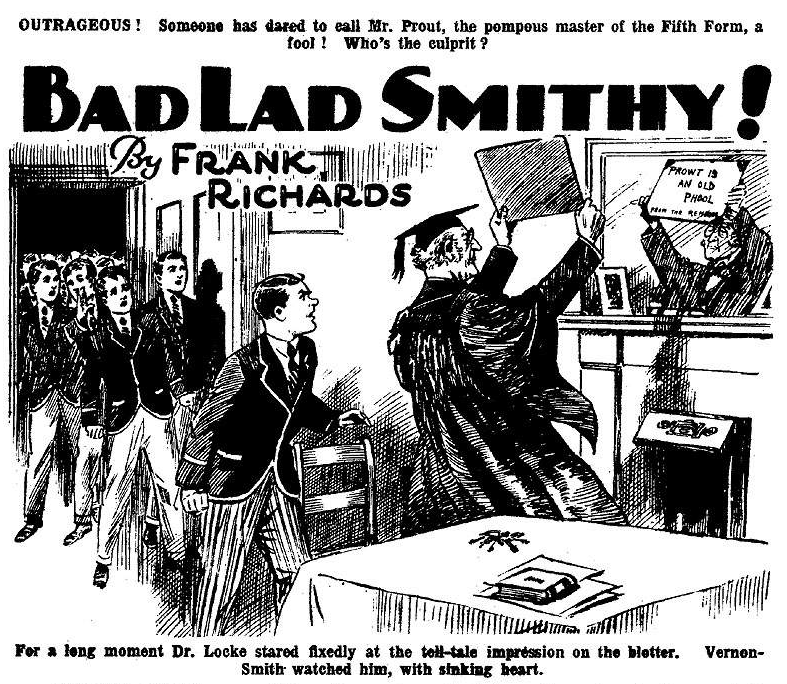 OUTRAGEOUS! Someone has dared to call Mr. Prout, the pompous master of the Fifth Form, a
fool! Who's the culprit?
BAD LAD SMITHY!
By FRANK
RICHARDS
PROWT IS
AN OLD
PHOOL
FROM THE REMOVE
For a long moment Dr. Locke stared fixedly at the tell-tale impression on the blotter. Vernon-
Smith watched him, with sinking heart.